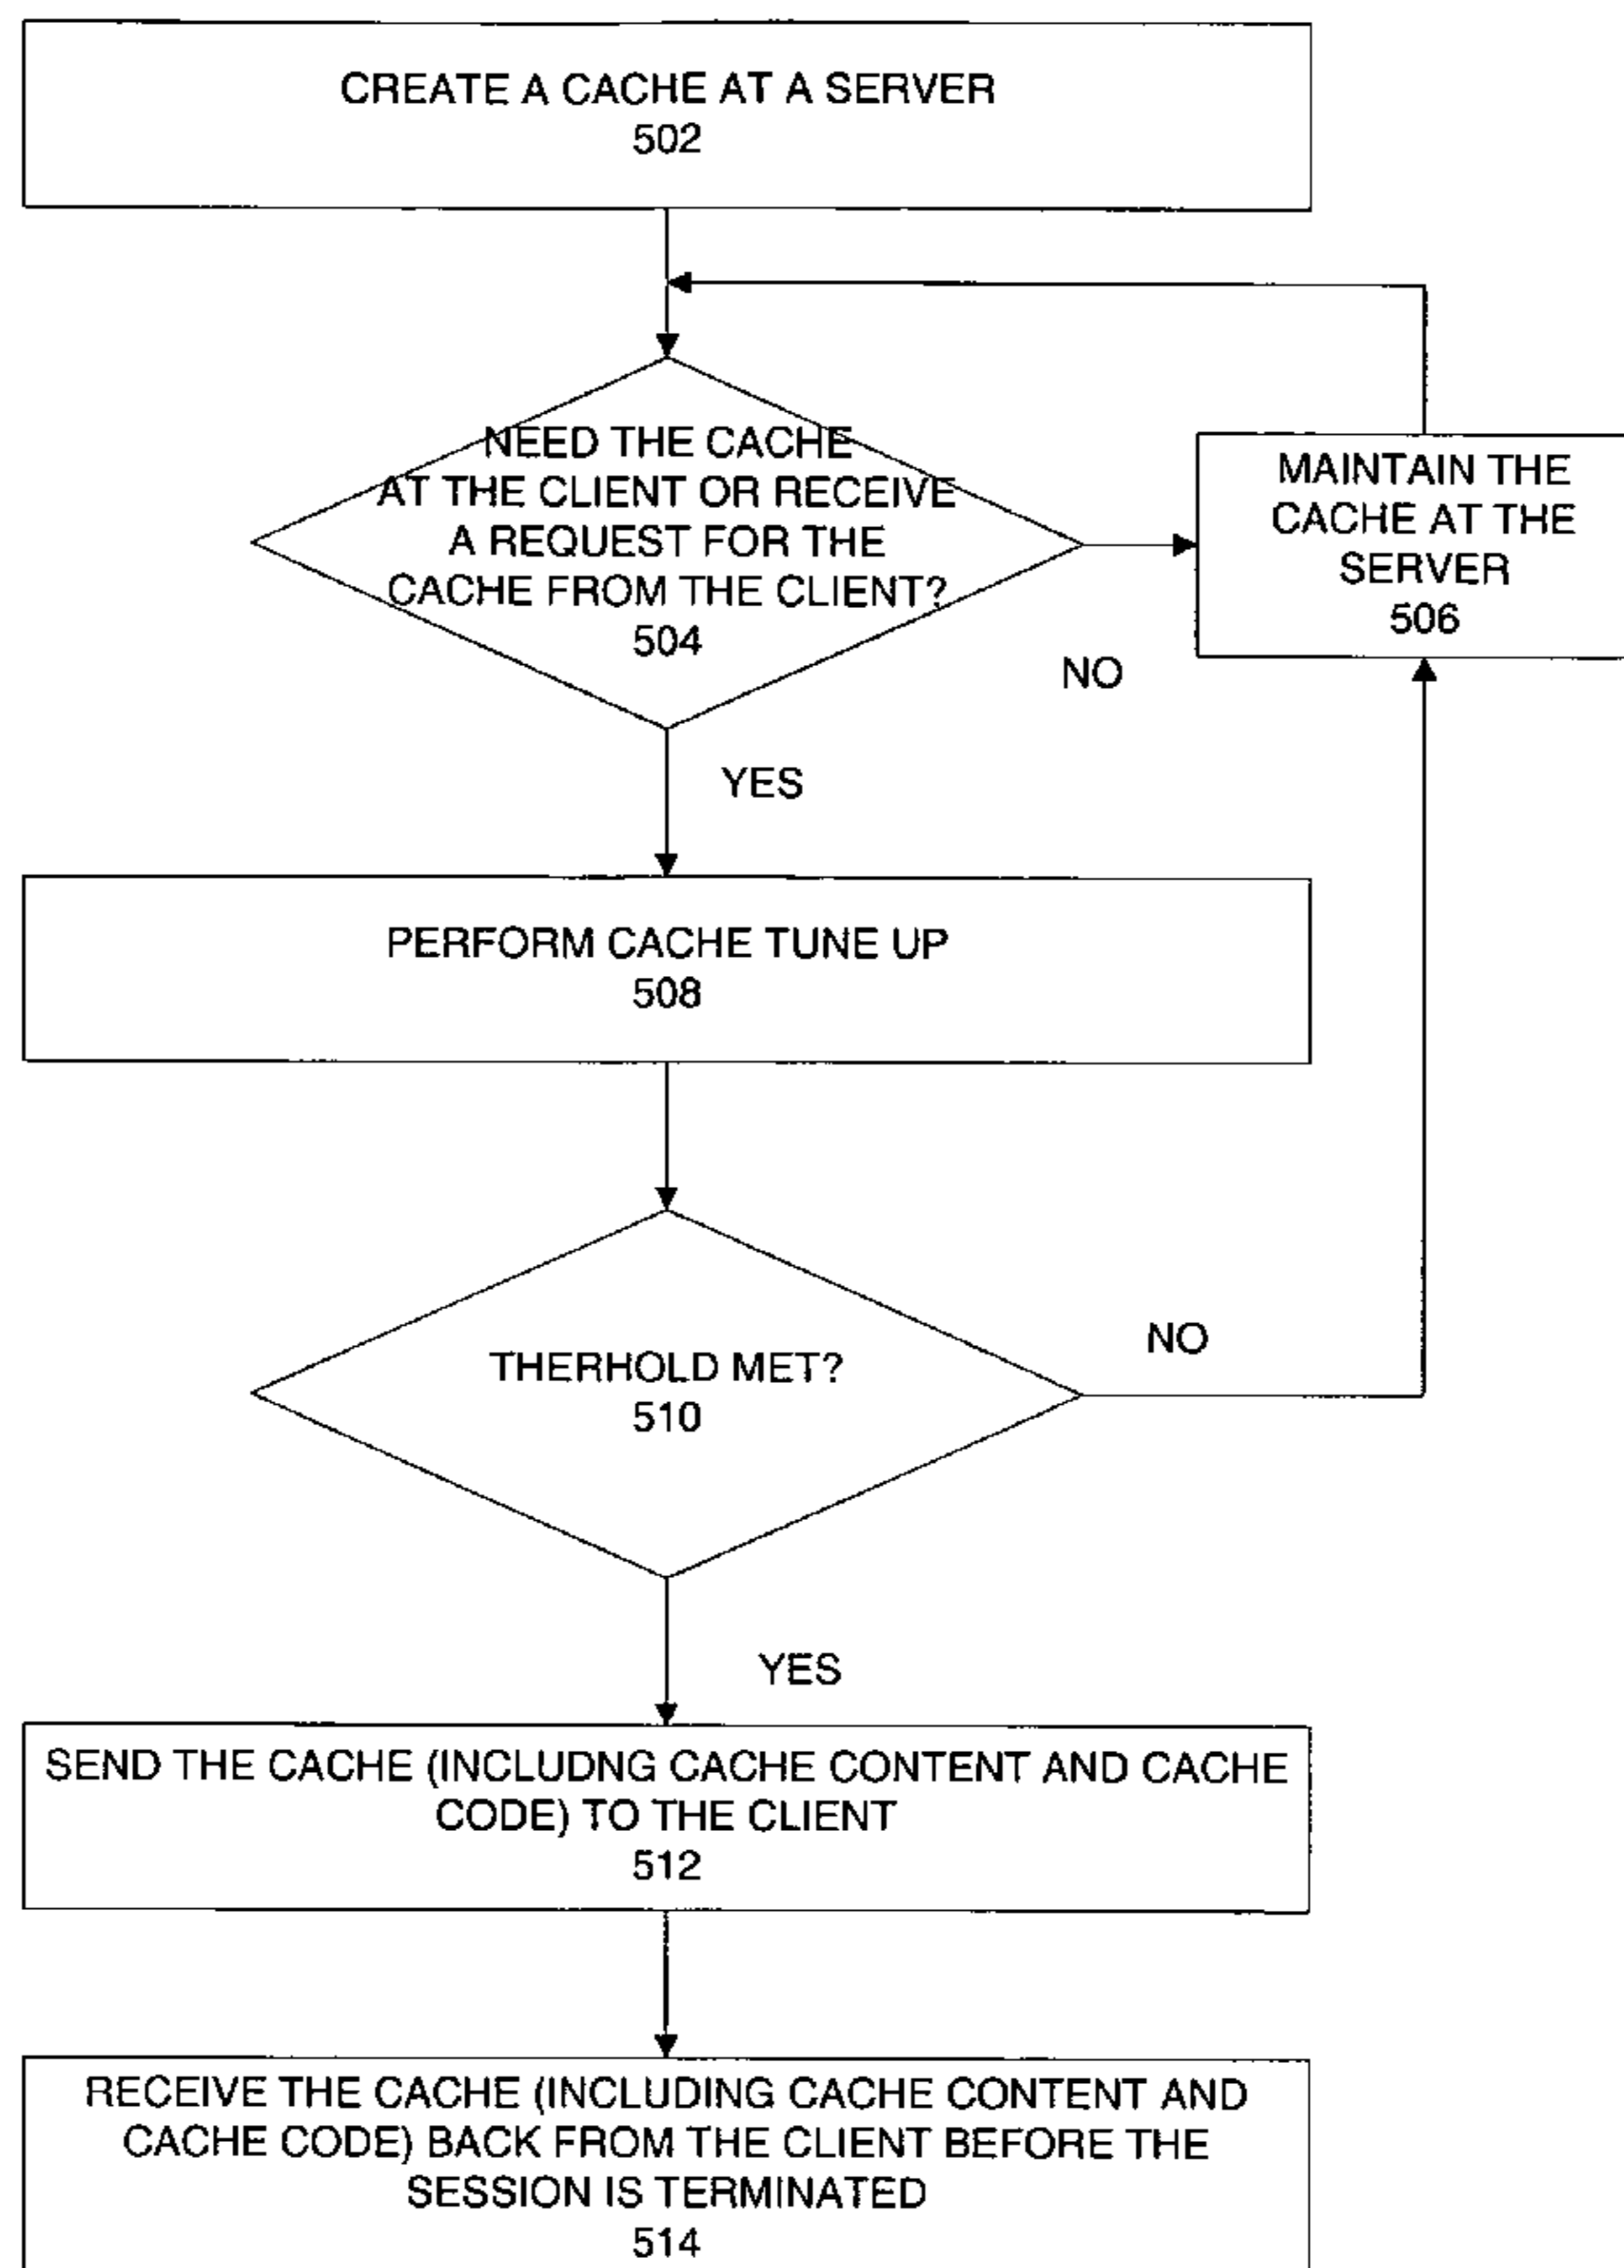 CREATE A CACHE AT A SERVER
502
NEED THE CACHE
AT THE CLIENT OR RECEIVE
A REQUEST FOR THE
CACHE FROM THE CLIENT?
504
MAINTAIN THE
CACHE AT THE
SERVER
506
NO
YES
PERFORM CACHE TUNE UP
508
THERHOLD MET?
510
NO
YES
SEND THE CACHE (INCLUDNG CACHE CONTENT AND CACHE
CODE) TO THE CLIENT
512
RECEIVE THE CACHE (INCLUDING CACHE CONTENT AND
CACHE CODE) BACK FROM THE CLIENT BEFORE THE
SESSION IS TERMINATED
514